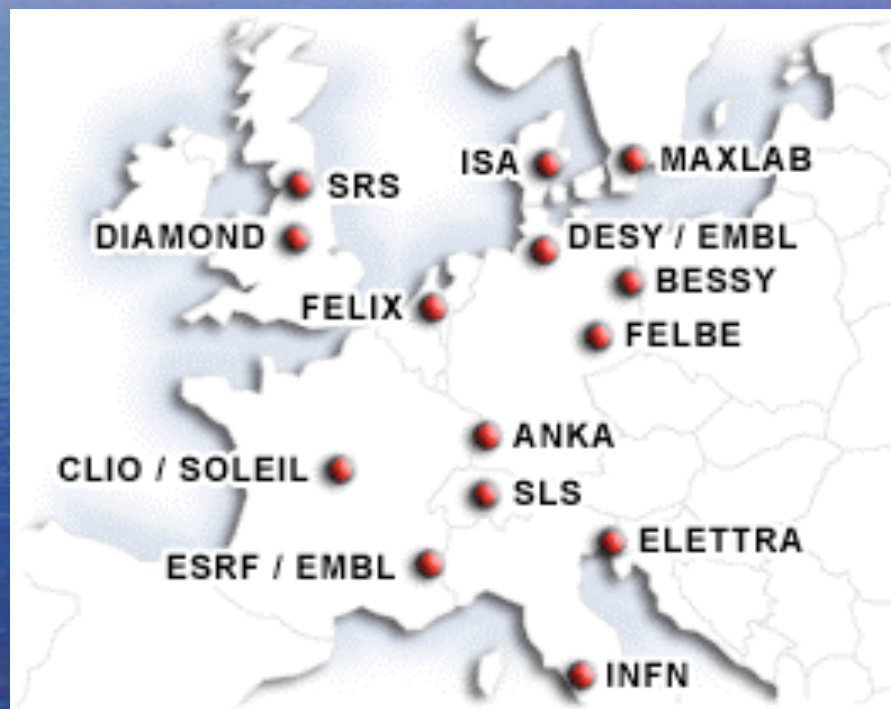 ISA
MAXLAB
SRS
DIAMOND
DESY / EMBL
BESSY
FELIX
FELBE
ANKA
CLIO / SOLEIL
SLS
ELETTRA
ESRF / EMBL
INFN